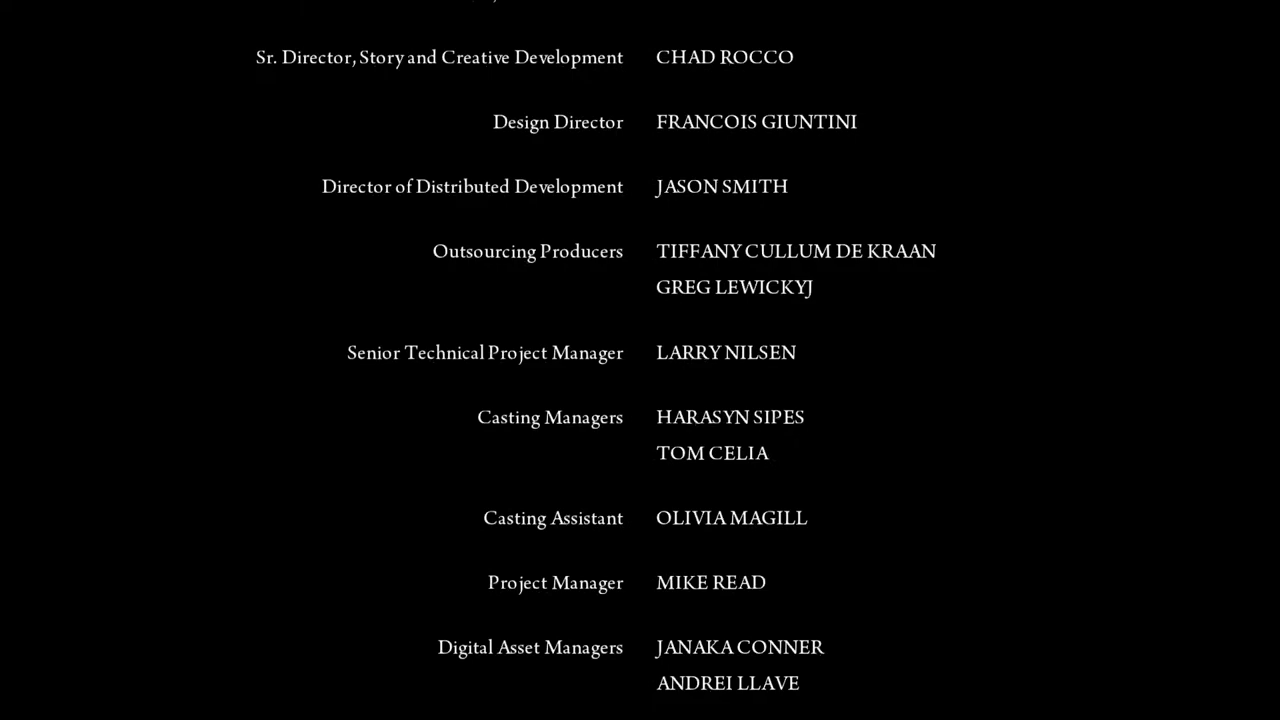 Sr. Director, Story and Creative Development CHAD ROCCO
Design Director FRANCOIS GIUNTINI
Director of Distributed Development JASON SMITH
Outsourcing Producers TIFFANY CULLUM DE KRAAN
GREG LEWICKYJ
Senior Technical Project Manager LARRY NILSEN
Casting Managers HARASYN SIPES
TOM CELIA
Casting Assistant OLIVIA MAGILL
Project Manager MIKE READ
Digital Asset Managers JANAKA CONNER
ANDREI LLAVE